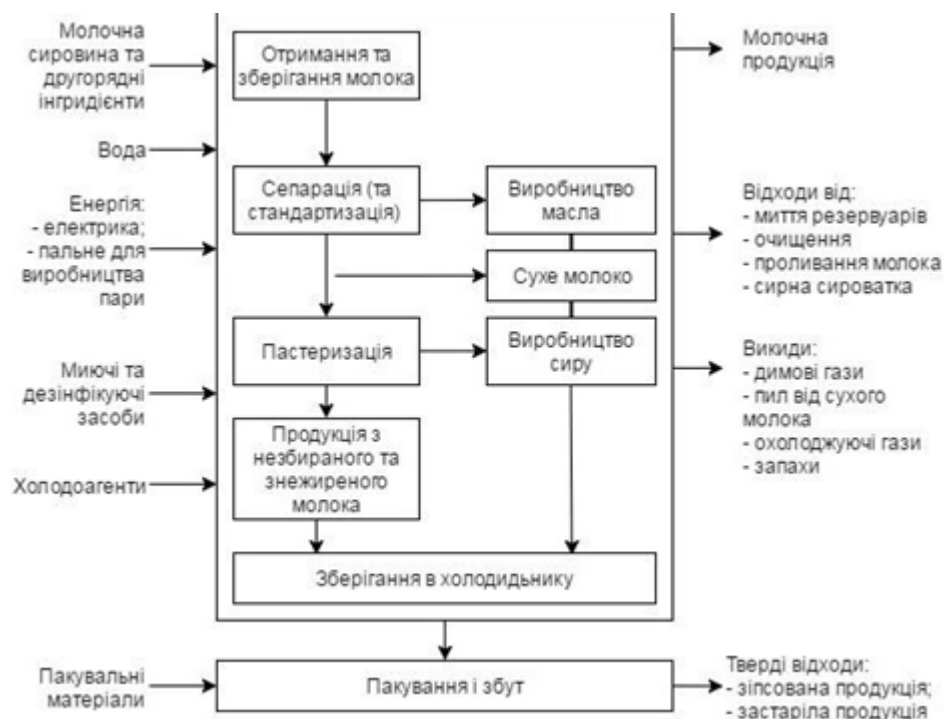 Молочна
сировина та
другорядні
інгридієнти
Вода
Енергія:
- електрика;
- пальне для
виробництва
пари
Миючі та
дезінфікуючі
засоби
Холодоагенти
Пакувальні
матеріали
Отримання та
зберігання молока
Сепарація (та
стандартизація)
Пастеризація
Продукція з
незбираного та
знежиреного
молока
Виробництво
масла
Сухе молоко
Виробництво
сиру
Зберігання в холодидьнику
Пакування і збут
Молочна
продукція
Відходи від:
- миття резервуарів
- очищення
- проливання молока
- сирна сироватка
Викиди:
- димові гази
- пил від сухого
молока
- охолоджуючі гази
- запахи
Тверді відходи:
- зіпсована продукція;
- застаріла продукція